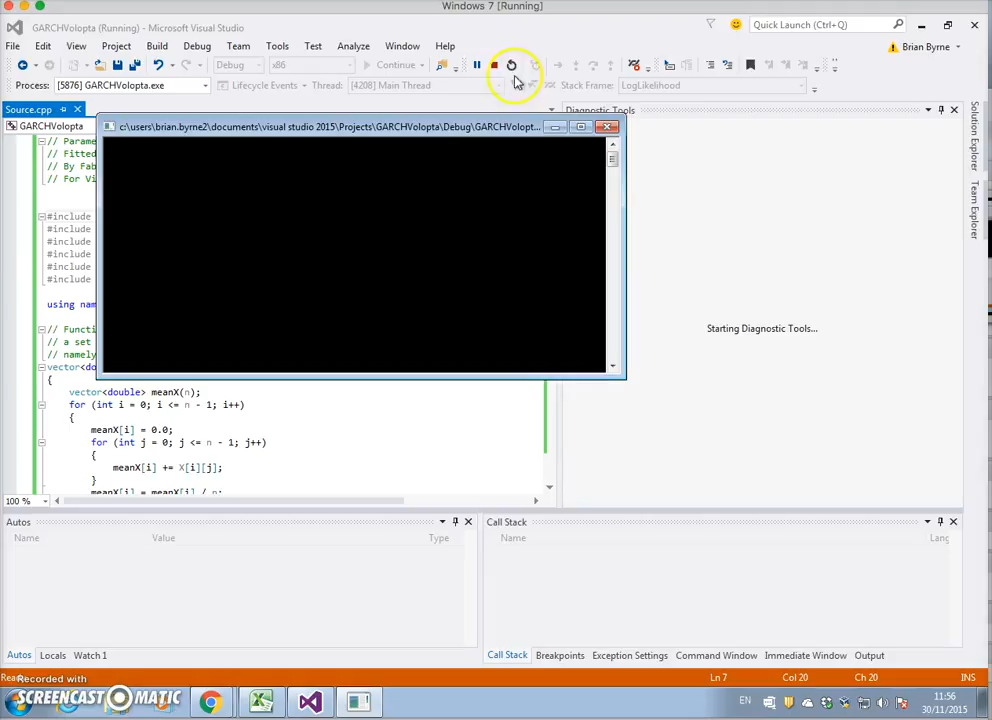 Windows 7 [Running]
GARCHVolopta (Running) - Microsoft Visual Studio
Quick Launch (Ctrl+Q)
File Edit View Project Build Debug Team Tools Test Analyze Window Help
Brian Byrne
Debug x86 Continue
Process: [5876] GARCHVolopta.exe Lifecycle Events Thread: [4208] Main Thread Stack Frame: LogLikelihood
Source.cpp
Diagnostic Tools
GARCHVolopta
c:\users\brian.byrne2\documents\visual studio 2015\Projects\GARCHVolopta\Debug\GARCHVolopt...
// Parame
// Fitted
// By Fab
// For Vi
#include
#include
#include
#include
#include
#include
using nam
// Functi
// a set
// namely
vector<do
{
vector<double> meanX(n);
for (int i = 0; i <= n - 1; i++)
{
meanX[i] = 0.0;
for (int j = 0; j <= n - 1; j++)
{
meanX[i] += X[i][j];
}
meanX[i] = meanX[i] / n;
Starting Diagnostic Tools...
Solution Explorer
Team Explorer
100 %
Autos
Name Value Type
Call Stack
Name Lang
Autos Locals Watch 1
Call Stack Breakpoints Exception Settings Command Window Immediate Window Output
Ln 7 Col 20 Ch 20 INS
Recorded with
SCREENCAST MATIC
EN
11:56
30/11/2015